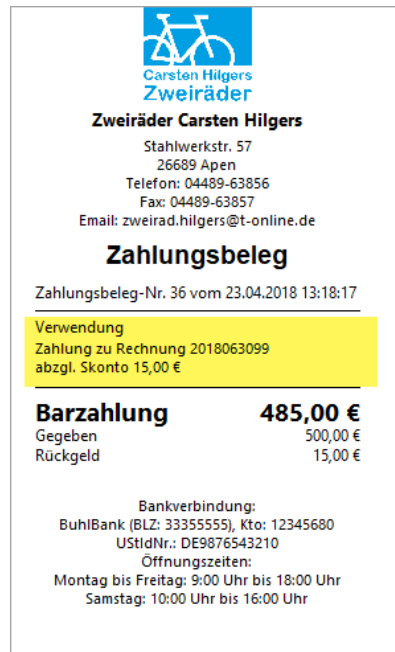 Carsten Hilgers
Zweiräder
Zweiräder Carsten Hilgers
Stahlwerkstr. 57
26689 Apen
Telefon: 04489-63856
Fax: 04489-63857
Email: zweirad.hilgers@t-online.de
Zahlungsbeleg
Zahlungsbeleg-Nr. 36 vom 23.04.2018 13:18:17
Verwendung
Zahlung zu Rechnung 2018063099
abzgl. Skonto 15,00 €
Barzahlung 485,00 €
Gegeben 500,00 €
Rückgeld 15,00 €
Bankverbindung:
BuhlBank (BLZ: 33355555), Kto: 12345680
UStIdNr.: DE9876543210
Öffnungszeiten:
Montag bis Freitag: 9:00 Uhr bis 18:00 Uhr
Samstag: 10:00 Uhr bis 16:00 Uhr